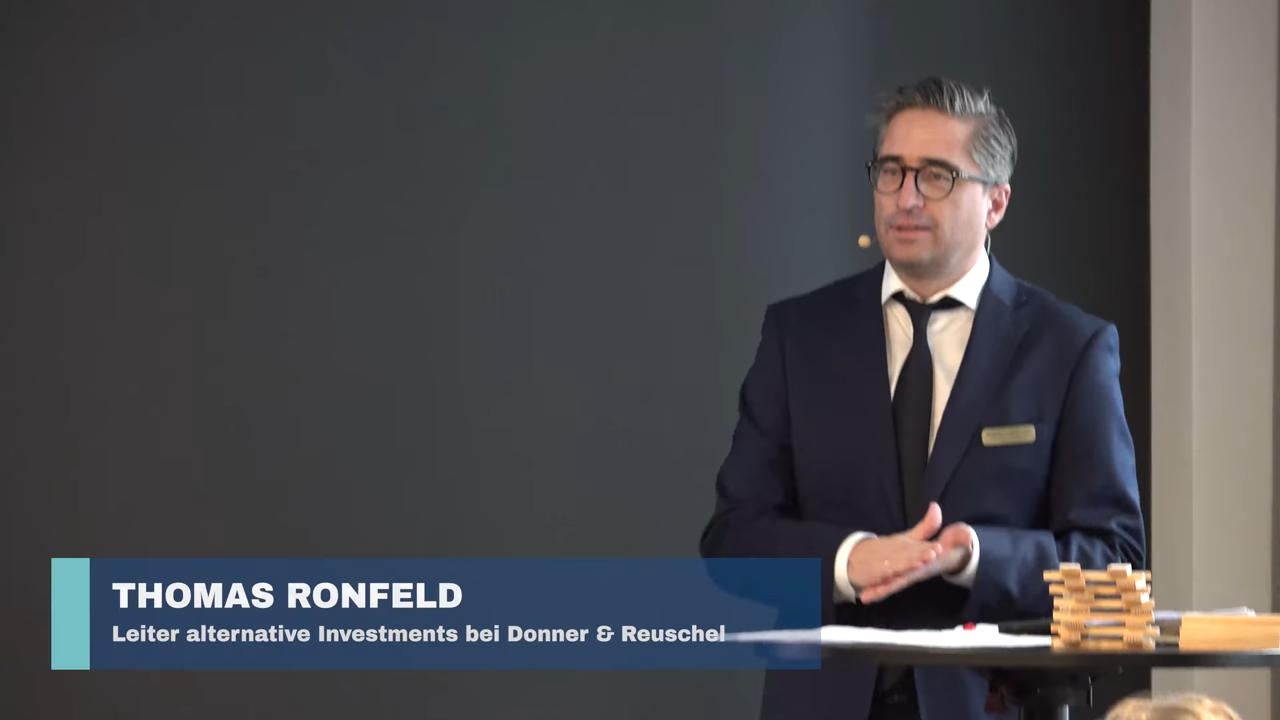 THOMAS RONFELD
Leiter alternative Investments bei Donner & Reuschel